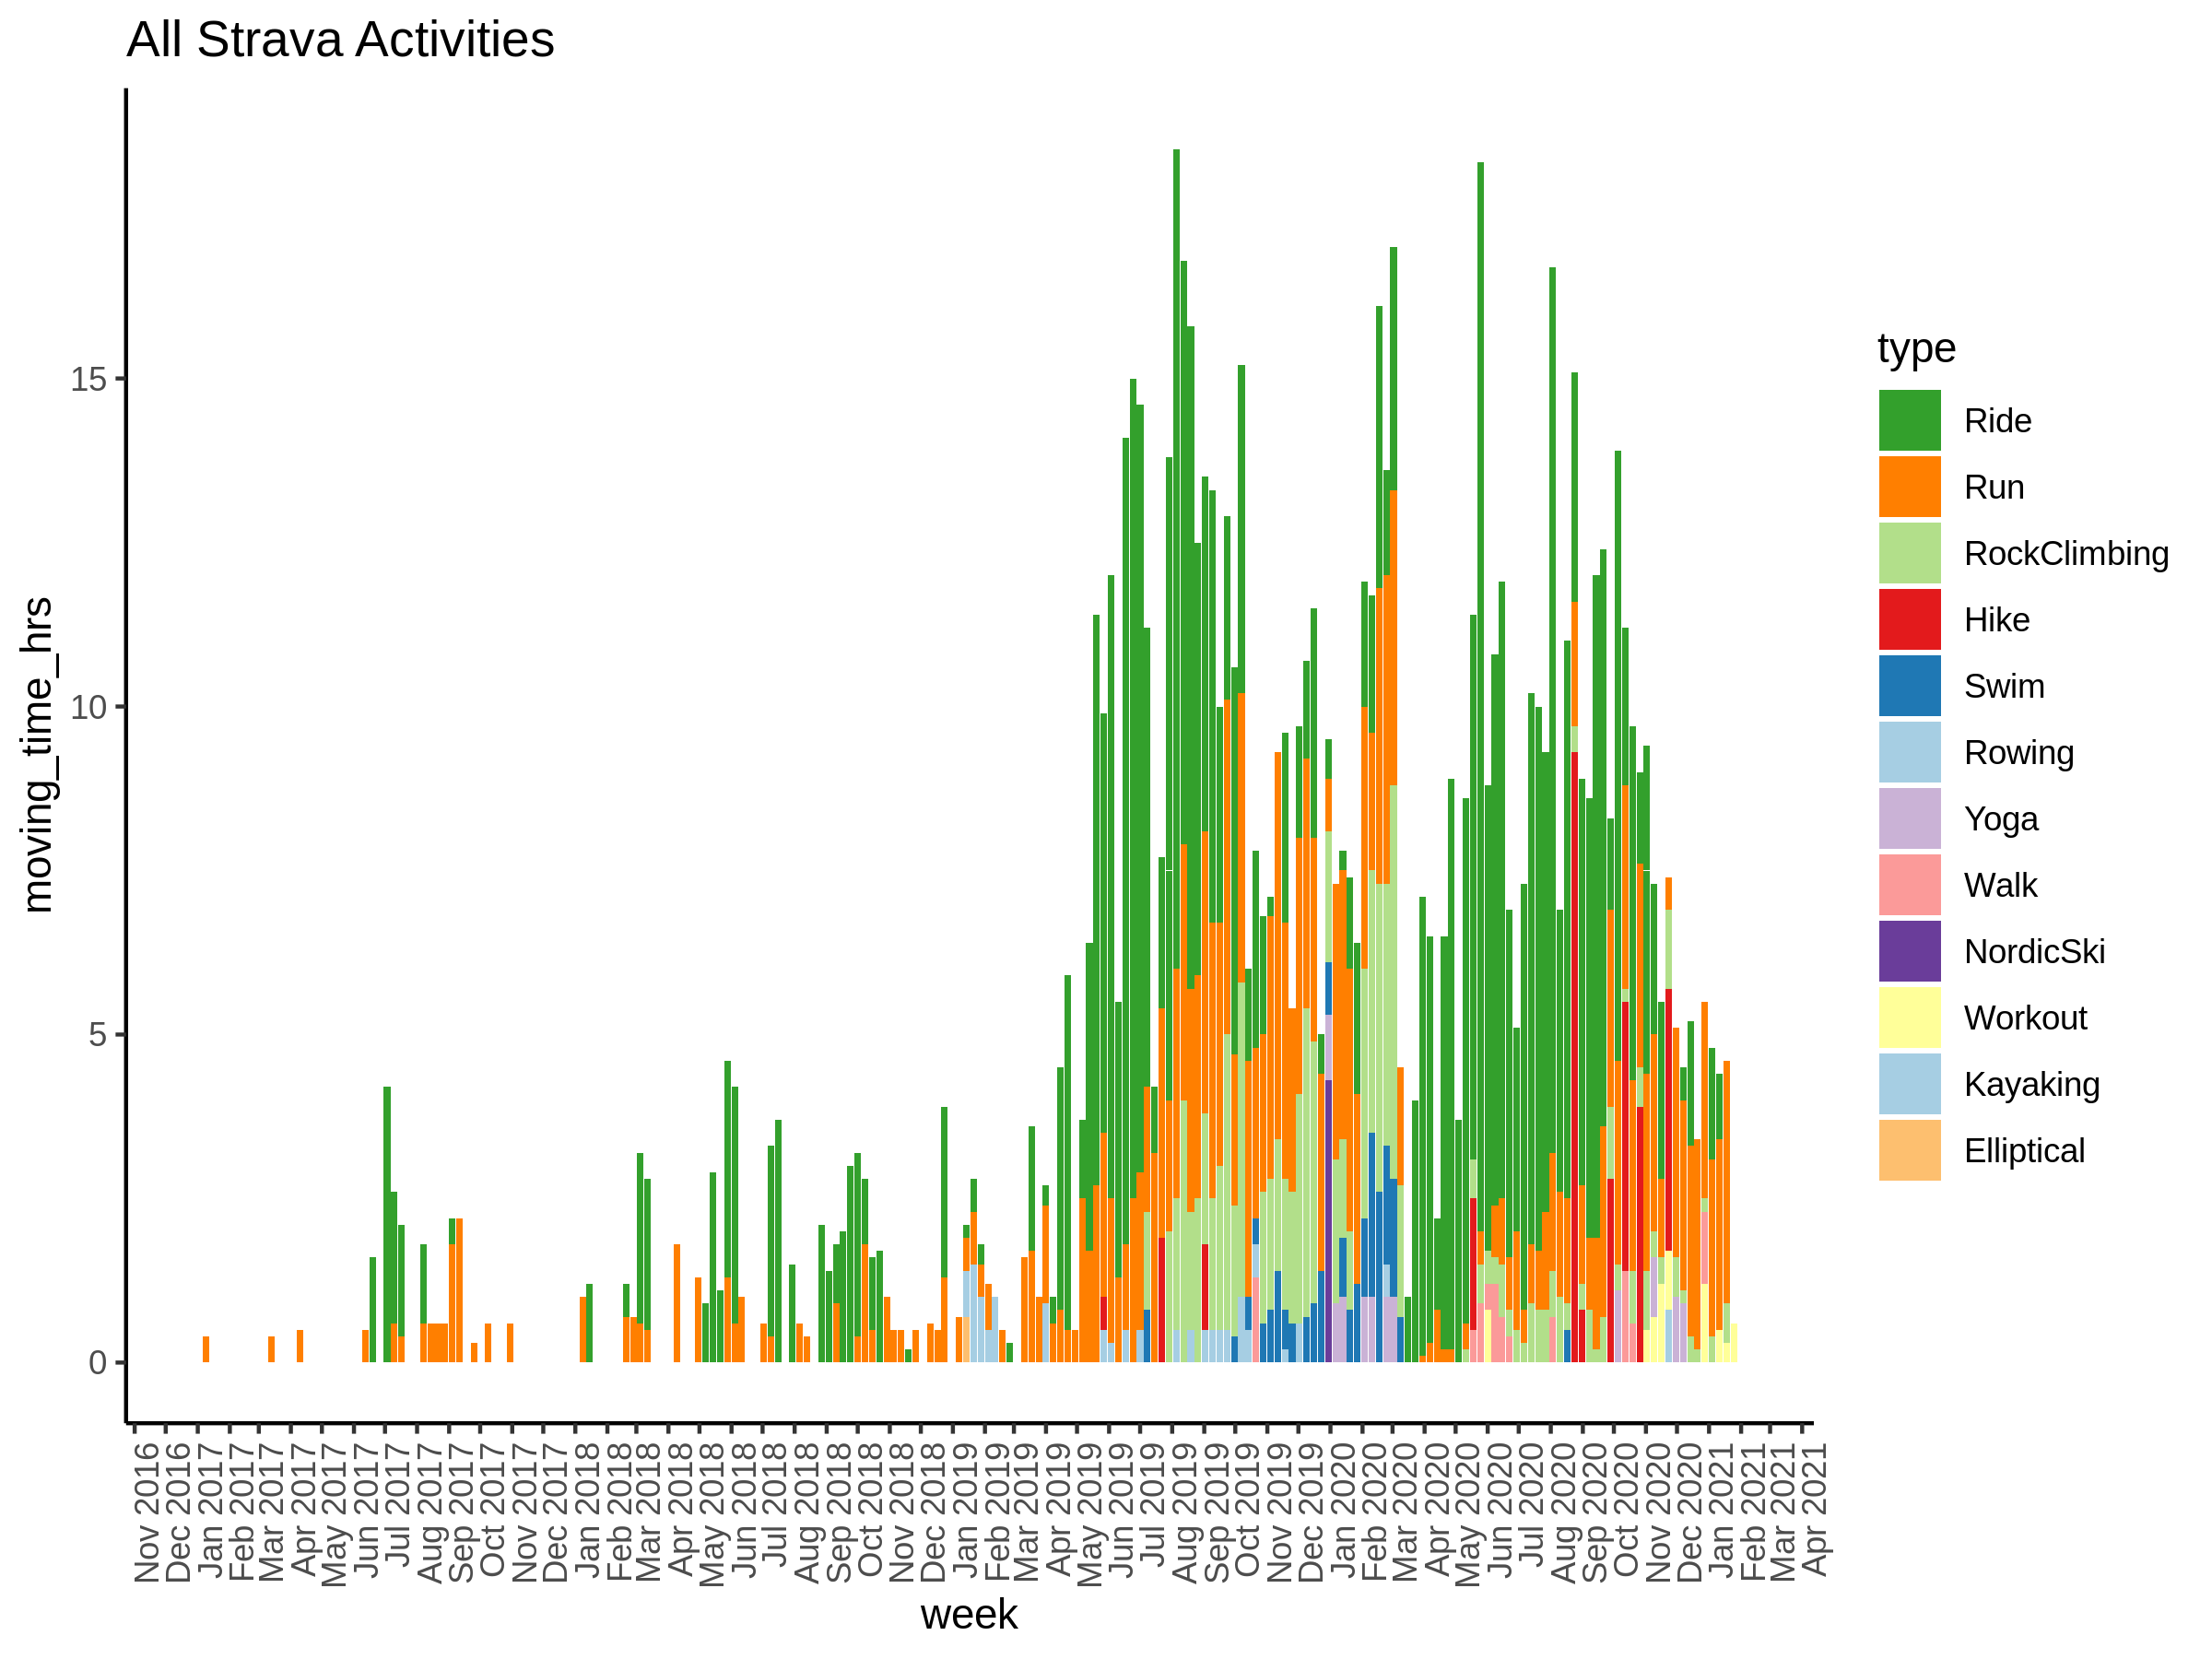 All Strava Activities
moving_time_hrs
15
10
5
0
Nov 2016
Dec 2016
Jan 2017
Feb 2017
Mar 2017
Apr 2017
May 2017
Jun 2017
Jul 2017
Aug 2017
Sep 2017
Oct 2017
Nov 2017
Dec 2017
Jan 2018
Feb 2018
Mar 2018
Apr 2018
May 2018
Jun 2018
Jul 2018
Aug 2018
Sep 2018
Oct 2018
Nov 2018
Dec 2018
Jan 2019
Feb 2019
Mar 2019
Apr 2019
May 2019
Jun 2019
Jul 2019
Aug 2019
Sep 2019
Oct 2019
Nov 2019
Dec 2019
Jan 2020
Feb 2020
Mar 2020
Apr 2020
May 2020
Jun 2020
Jul 2020
Aug 2020
Sep 2020
Oct 2020
Nov 2020
Dec 2020
Jan 2021
Feb 2021
Mar 2021
Apr 2021
week
type
Ride
Run
RockClimbing
Hike
Swim
Rowing
Yoga
Walk
NordicSki
Workout
Kayaking
Elliptical